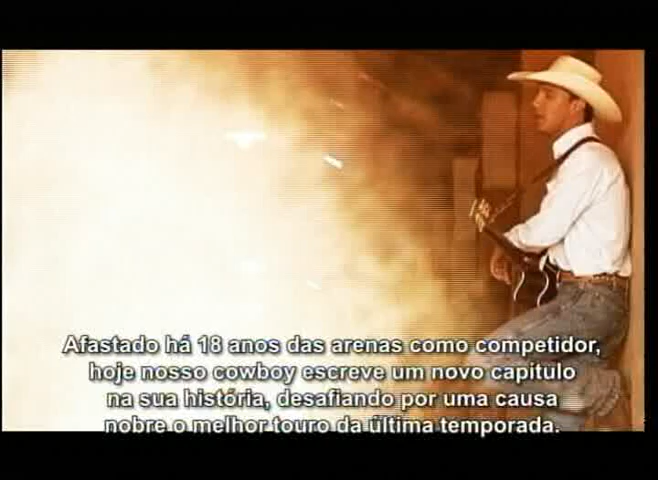 Afastado há 18 anos das arenas como competidor,
hoje nosso cowboy escreve um novo capitulo
na sua história, desafiando por uma causa
nobre o melhor touro da última temporada.